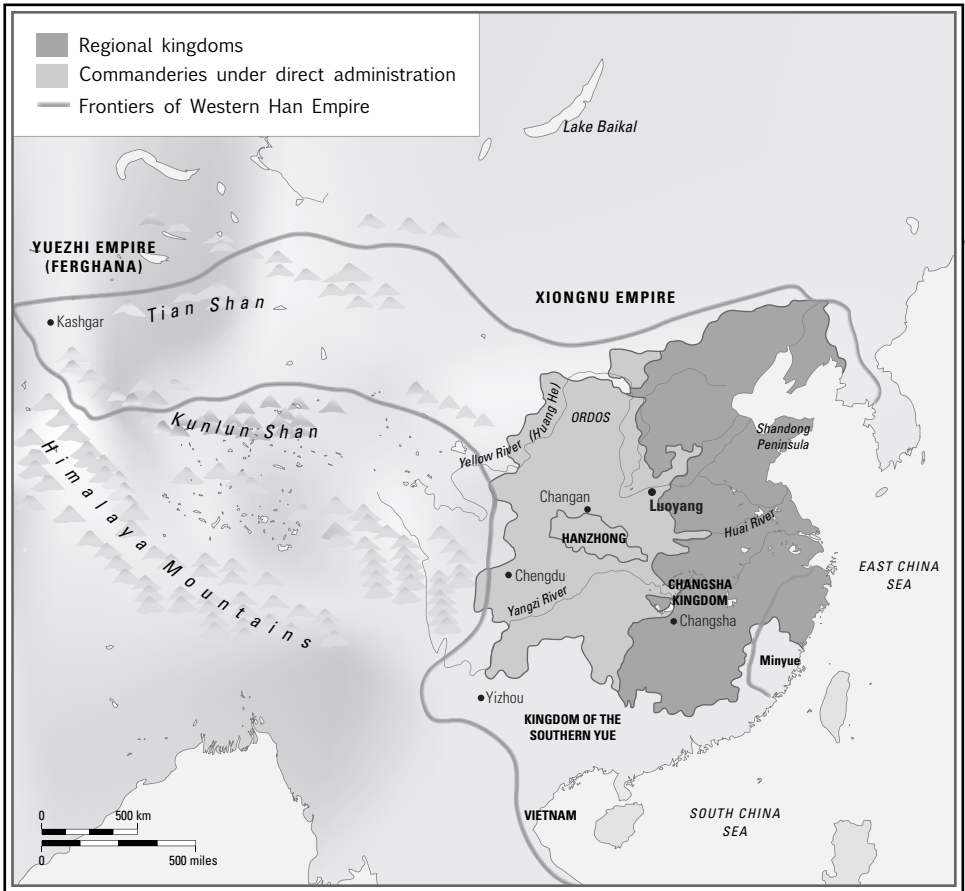 Regional kingdoms
Commanderies under direct administration
Frontiers of Western Han Empire
Lake Baikal
YUEZHI EMPIRE
(FERGHANA)
XIONGNU EMPIRE
Tian Shan
Kashgar
Kunlun Shan
Himalaya Mountains
Yellow River (Huang He)
ORDOS
Shandong
Peninsula
Changan
Luoyang
HANZHONG
Huai River
Chengdu
Yangzi River
CHANGSHA
KINGDOM
Changsha
EAST CHINA
SEA
Minyue
Yizhou
KINGDOM OF THE
SOUTHERN YUE
VIETNAM
SOUTH CHINA
SEA
0 500 km
0 500 miles